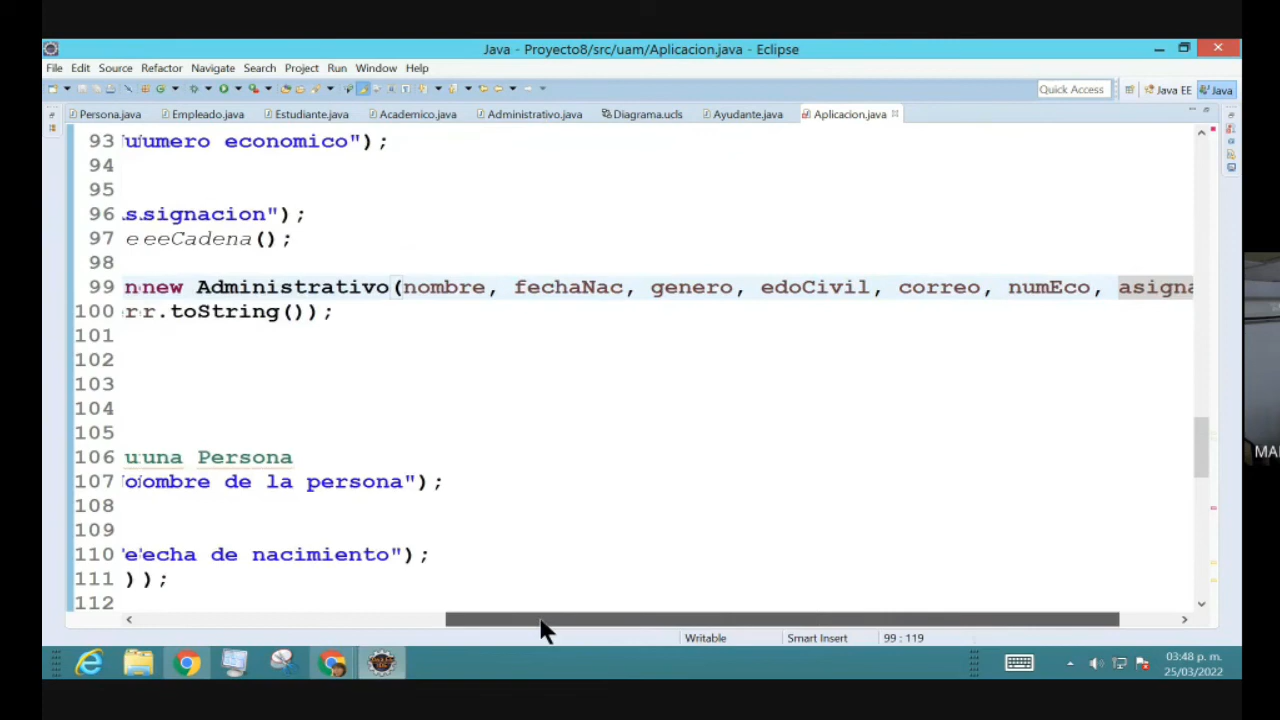 Java - Proyecto8/src/uam/Aplicacion.java - Eclipse
File Edit Source Refactor Navigate Search Project Run Window Help
Quick Access Java EE Java
Persona.java Empleado.java Estudiante.java Academico.java Administrativo.java Diagrama.ucls Ayudante.java Aplicacion.java
93 umero economico");
94
95
96 signacion");
97 eeCadena();
98
99 new Administrativo(nombre, fechaNac, genero, edoCivil, correo, numEco, asigna
100 r.toString());
101
102
103
104
105
106 una Persona
107 ombre de la persona");
108
109
110 echa de nacimiento");
111 ));
112
Writable Smart Insert 99 : 119
03:48 p. m.
25/03/2022